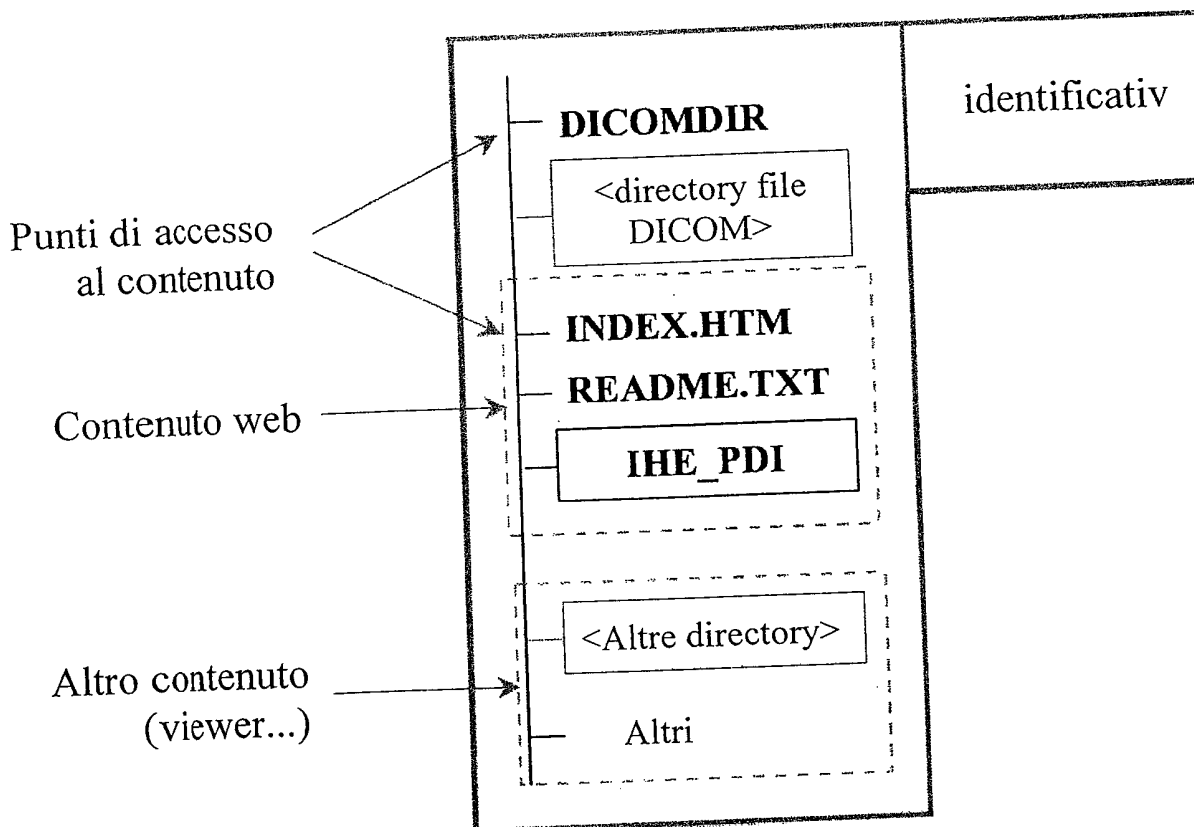 DICOMDIR
<directory file
DICOM>
INDEX.HTM
README.TXT
IHE_PDI
<Altre directory>
Altri
identificativ
Punti di accesso
al contenuto
Contenuto web
Altro contenuto
(viewer...)